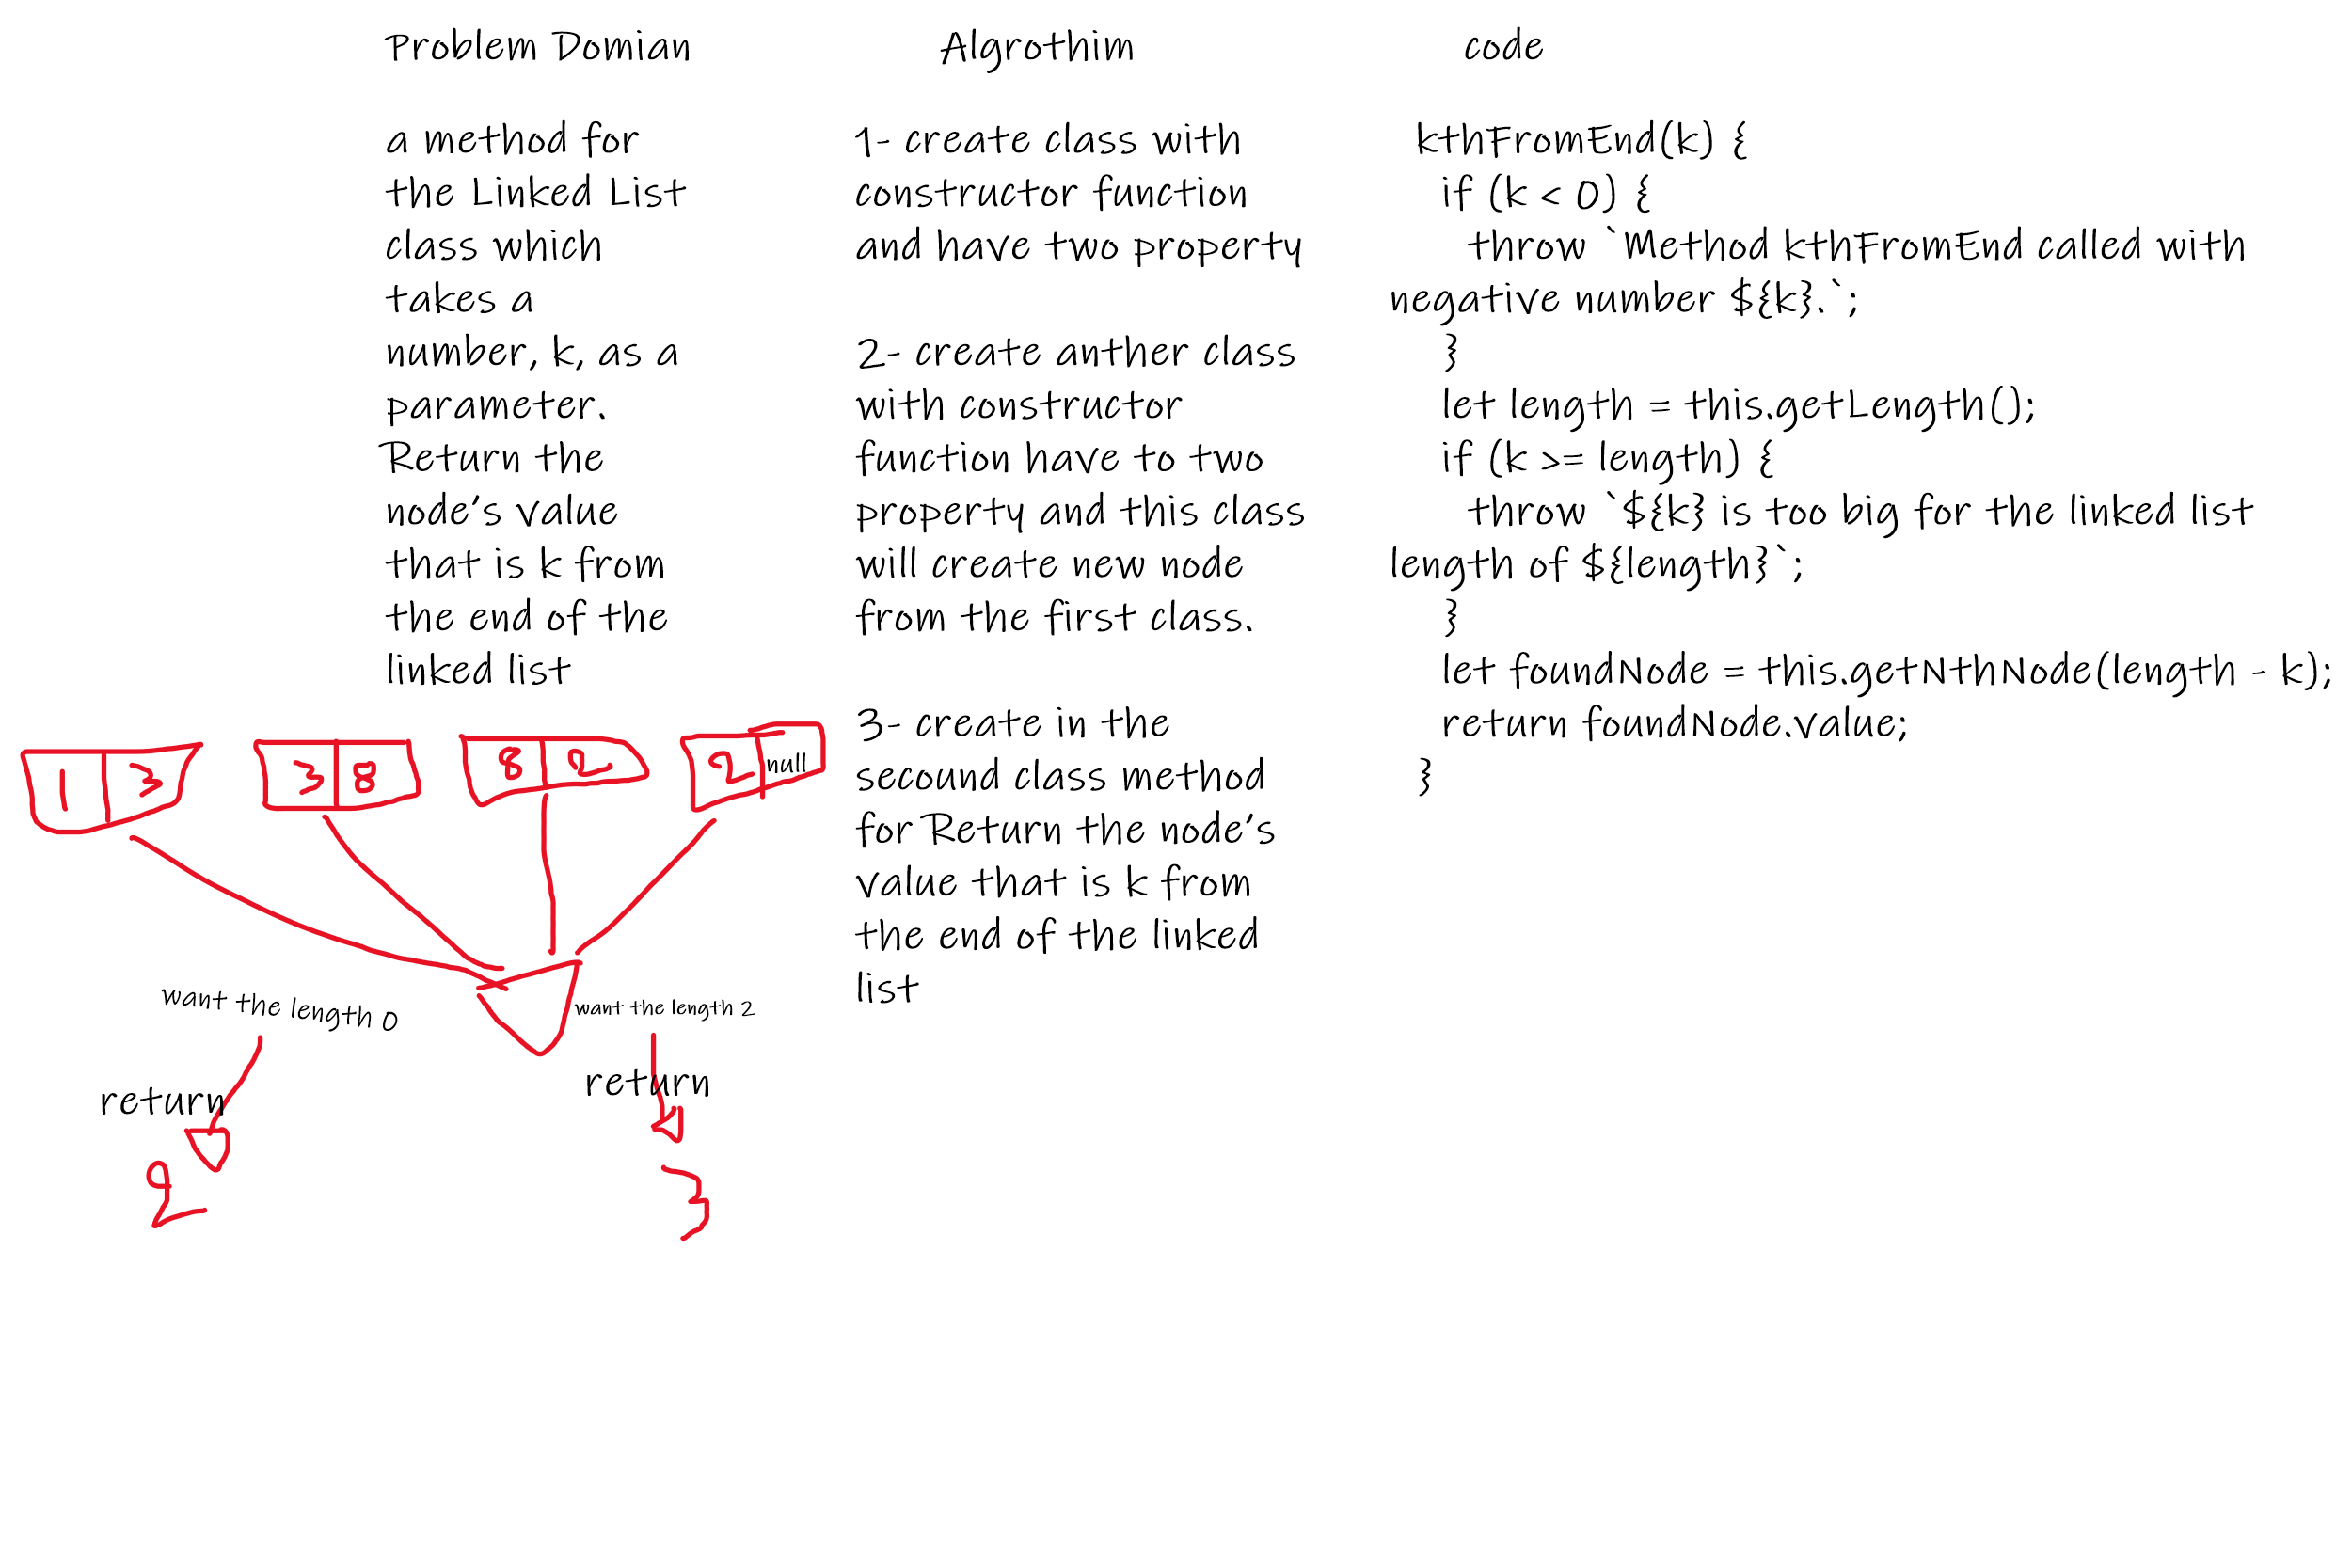 Problem Domian
a method for
the Linked List
class which
takes a
number, k, as a
parameter.
Return the
node's value
that is k from
the end of the
linked list
1 3
3 8
8 2
2 null
want the length 0
return
2
want the length 2
return
3
Algrothim
1- create class with
constructor function
and have two property
2- create anther class
with constructor
function have to two
property and this class
will create new node
from the first class.
3- create in the
secound class method
for Return the node's
value that is k from
the end of the linked
list
code
kthFromEnd(k) {
if (k < 0) {
throw `Method kthFromEnd called with
negative number ${k}.`;
}
let length = this.getLength();
if (k >= length) {
throw `${k} is too big for the linked list
length of ${length}`;
}
let foundNode = this.getNthNode(length - k);
return foundNode.value;
}